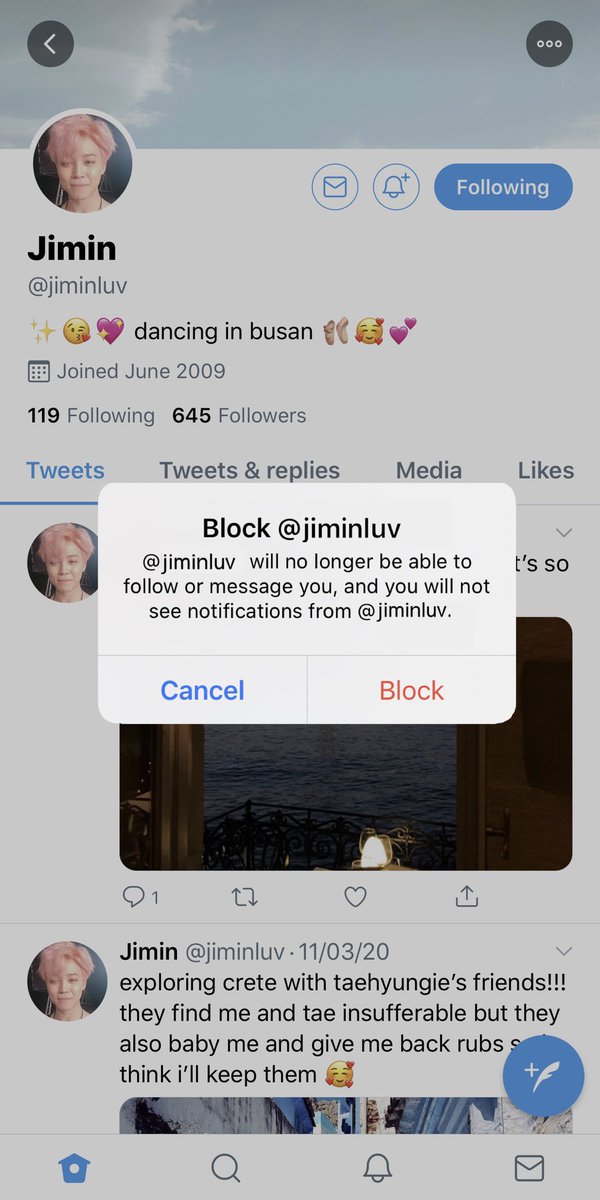 Following
Jimin
@jiminluv
✨😘💖 dancing in busan 🩰🥰💕
Joined June 2009
119 Following 645 Followers
Tweets Tweets & replies Media Likes
t's so
Block @jiminluv
@jiminluv will no longer be able to
follow or message you, and you will not
see notifications from @jiminluv.
Cancel Block
1
Jimin @jiminluv · 11/03/20
exploring crete with taehyungie's friends!!!
they find me and tae insufferable but they
also baby me and give me back rubs
think i'll keep them 🥰